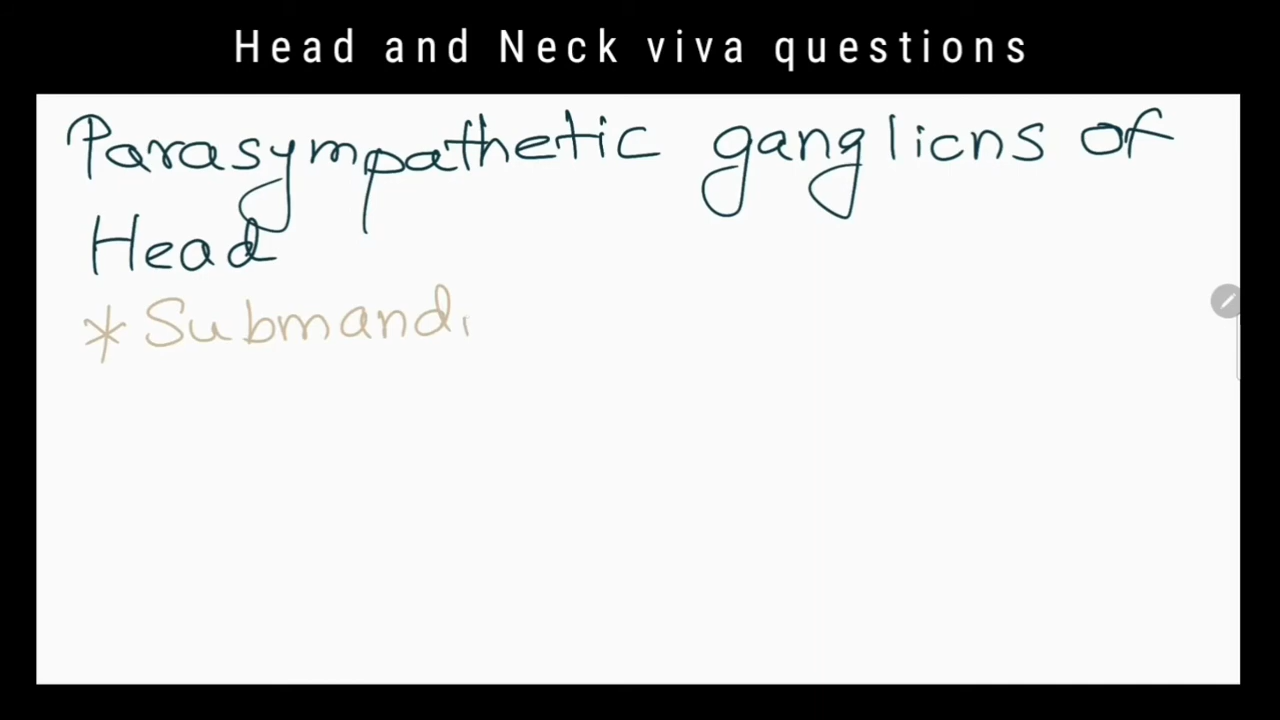 Head and Neck viva questions
Parasympathetic ganglions of
Head
* Submandi